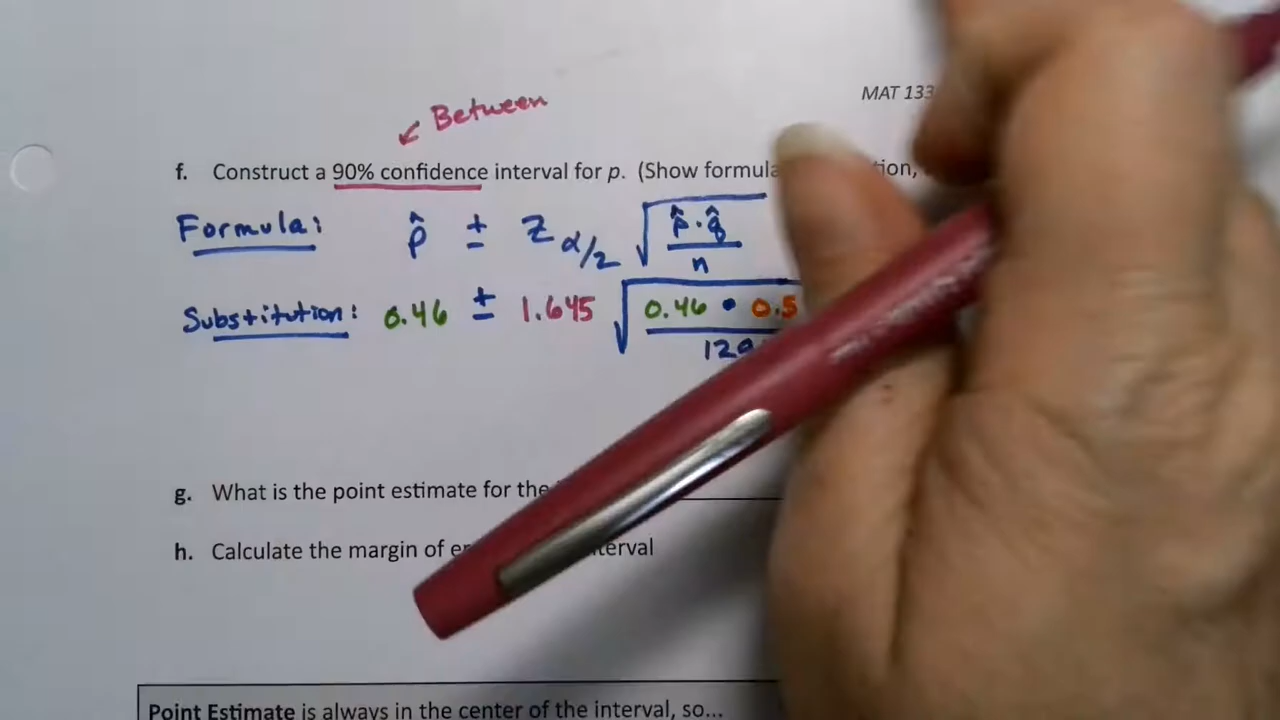 Between
MAT 133
f. Construct a 90% confidence interval for p. (Show formula
Formula: p̂ ± Z α/2 √ p̂ · q̂ / n
Substitution: 0.46 ± 1.645 √ 0.46 • 0.5 / 129
g. What is the point estimate for the
h. Calculate the margin of
Point Estimate is always in the center of the interval, so...